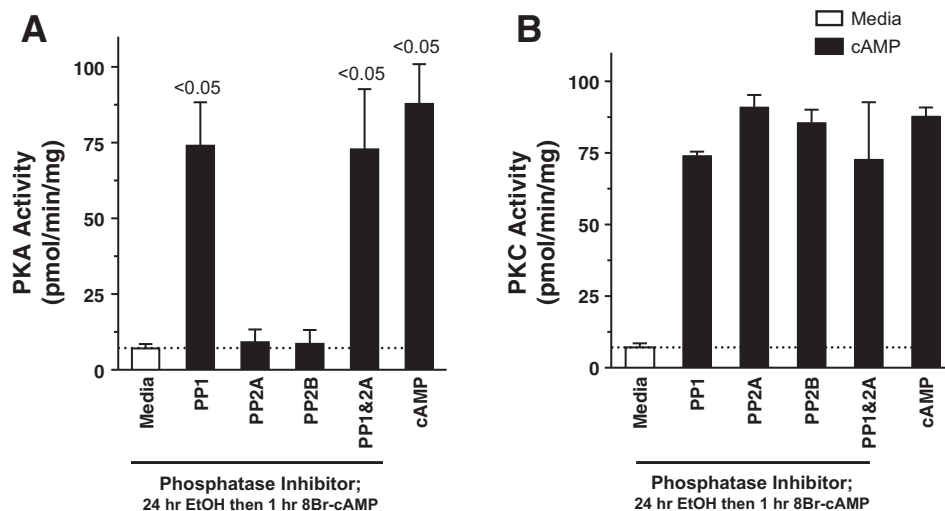 A
PKA Activity
(pmol/min/mg)
100
75
50
25
0
<0.05
<0.05
<0.05
Media
PP1
PP2A
PP2B
PP1&2A
cAMP
Phosphatase Inhibitor;
24 hr EtOH then 1 hr 8Br-cAMP
B
Media
cAMP
PKC Activity
(pmol/min/mg)
100
75
50
25
0
Media
PP1
PP2A
PP2B
PP1&2A
cAMP
Phosphatase Inhibitor;
24 hr EtOH then 1 hr 8Br-cAMP